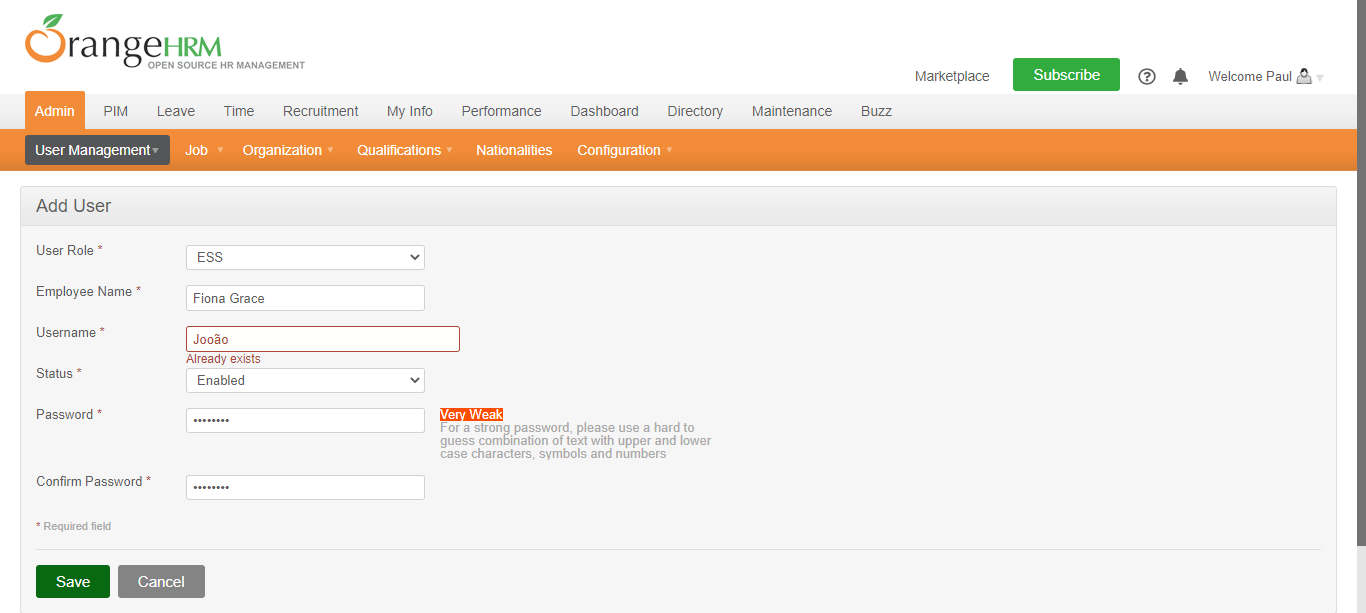 OrangeHRM
OPEN SOURCE HR MANAGEMENT
Marketplace Subscribe Welcome Paul
Admin PIM Leave Time Recruitment My Info Performance Dashboard Directory Maintenance Buzz
User Management Job Organization Qualifications Nationalities Configuration
Add User
User Role * ESS
Employee Name * Fiona Grace
Username * Jooão
Already exists
Status * Enabled
Password * •••••••• Very Weak
For a strong password, please use a hard to
guess combination of text with upper and lower
case characters, symbols and numbers
Confirm Password * ••••••••
* Required field
Save Cancel